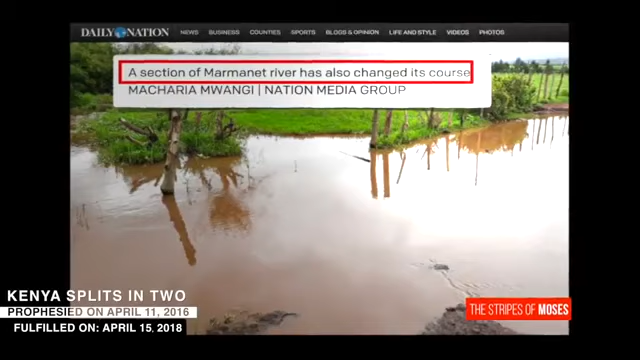 DAILY NATION NEWS BUSINESS COUNTIES SPORTS BLOGS & OPINION LIFE AND STYLE VIDEOS PHOTOS
A section of Marmanet river has also changed its course
MACHARIA MWANGI | NATION MEDIA GROUP
KENYA SPLITS IN TWO
PROPHESIED ON APRIL 11, 2016
FULFILLED ON: APRIL 15, 2018
THE STRIPES OF MOSES